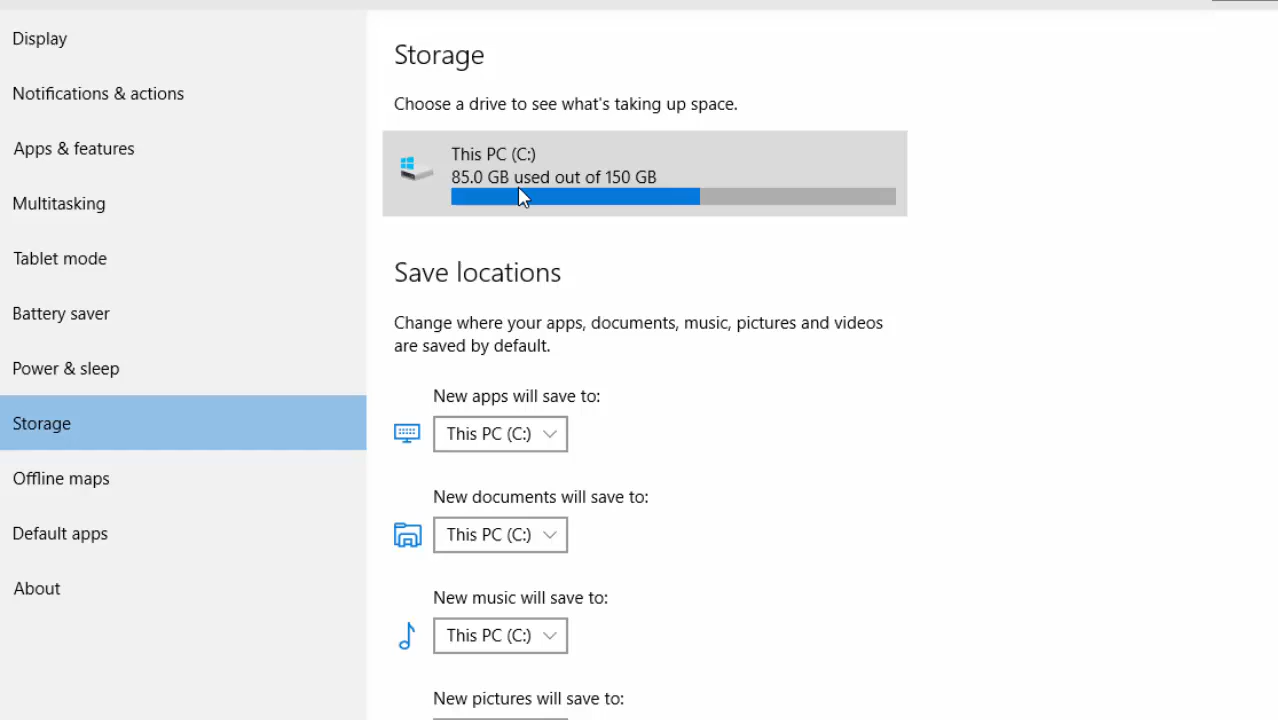 Display
Notifications & actions
Apps & features
Multitasking
Tablet mode
Battery saver
Power & sleep
Storage
Offline maps
Default apps
About
Storage
Choose a drive to see what's taking up space.
This PC (C:)
85.0 GB used out of 150 GB
Save locations
Change where your apps, documents, music, pictures and videos
are saved by default.
New apps will save to:
This PC (C:)
New documents will save to:
This PC (C:)
New music will save to:
This PC (C:)
New pictures will save to: